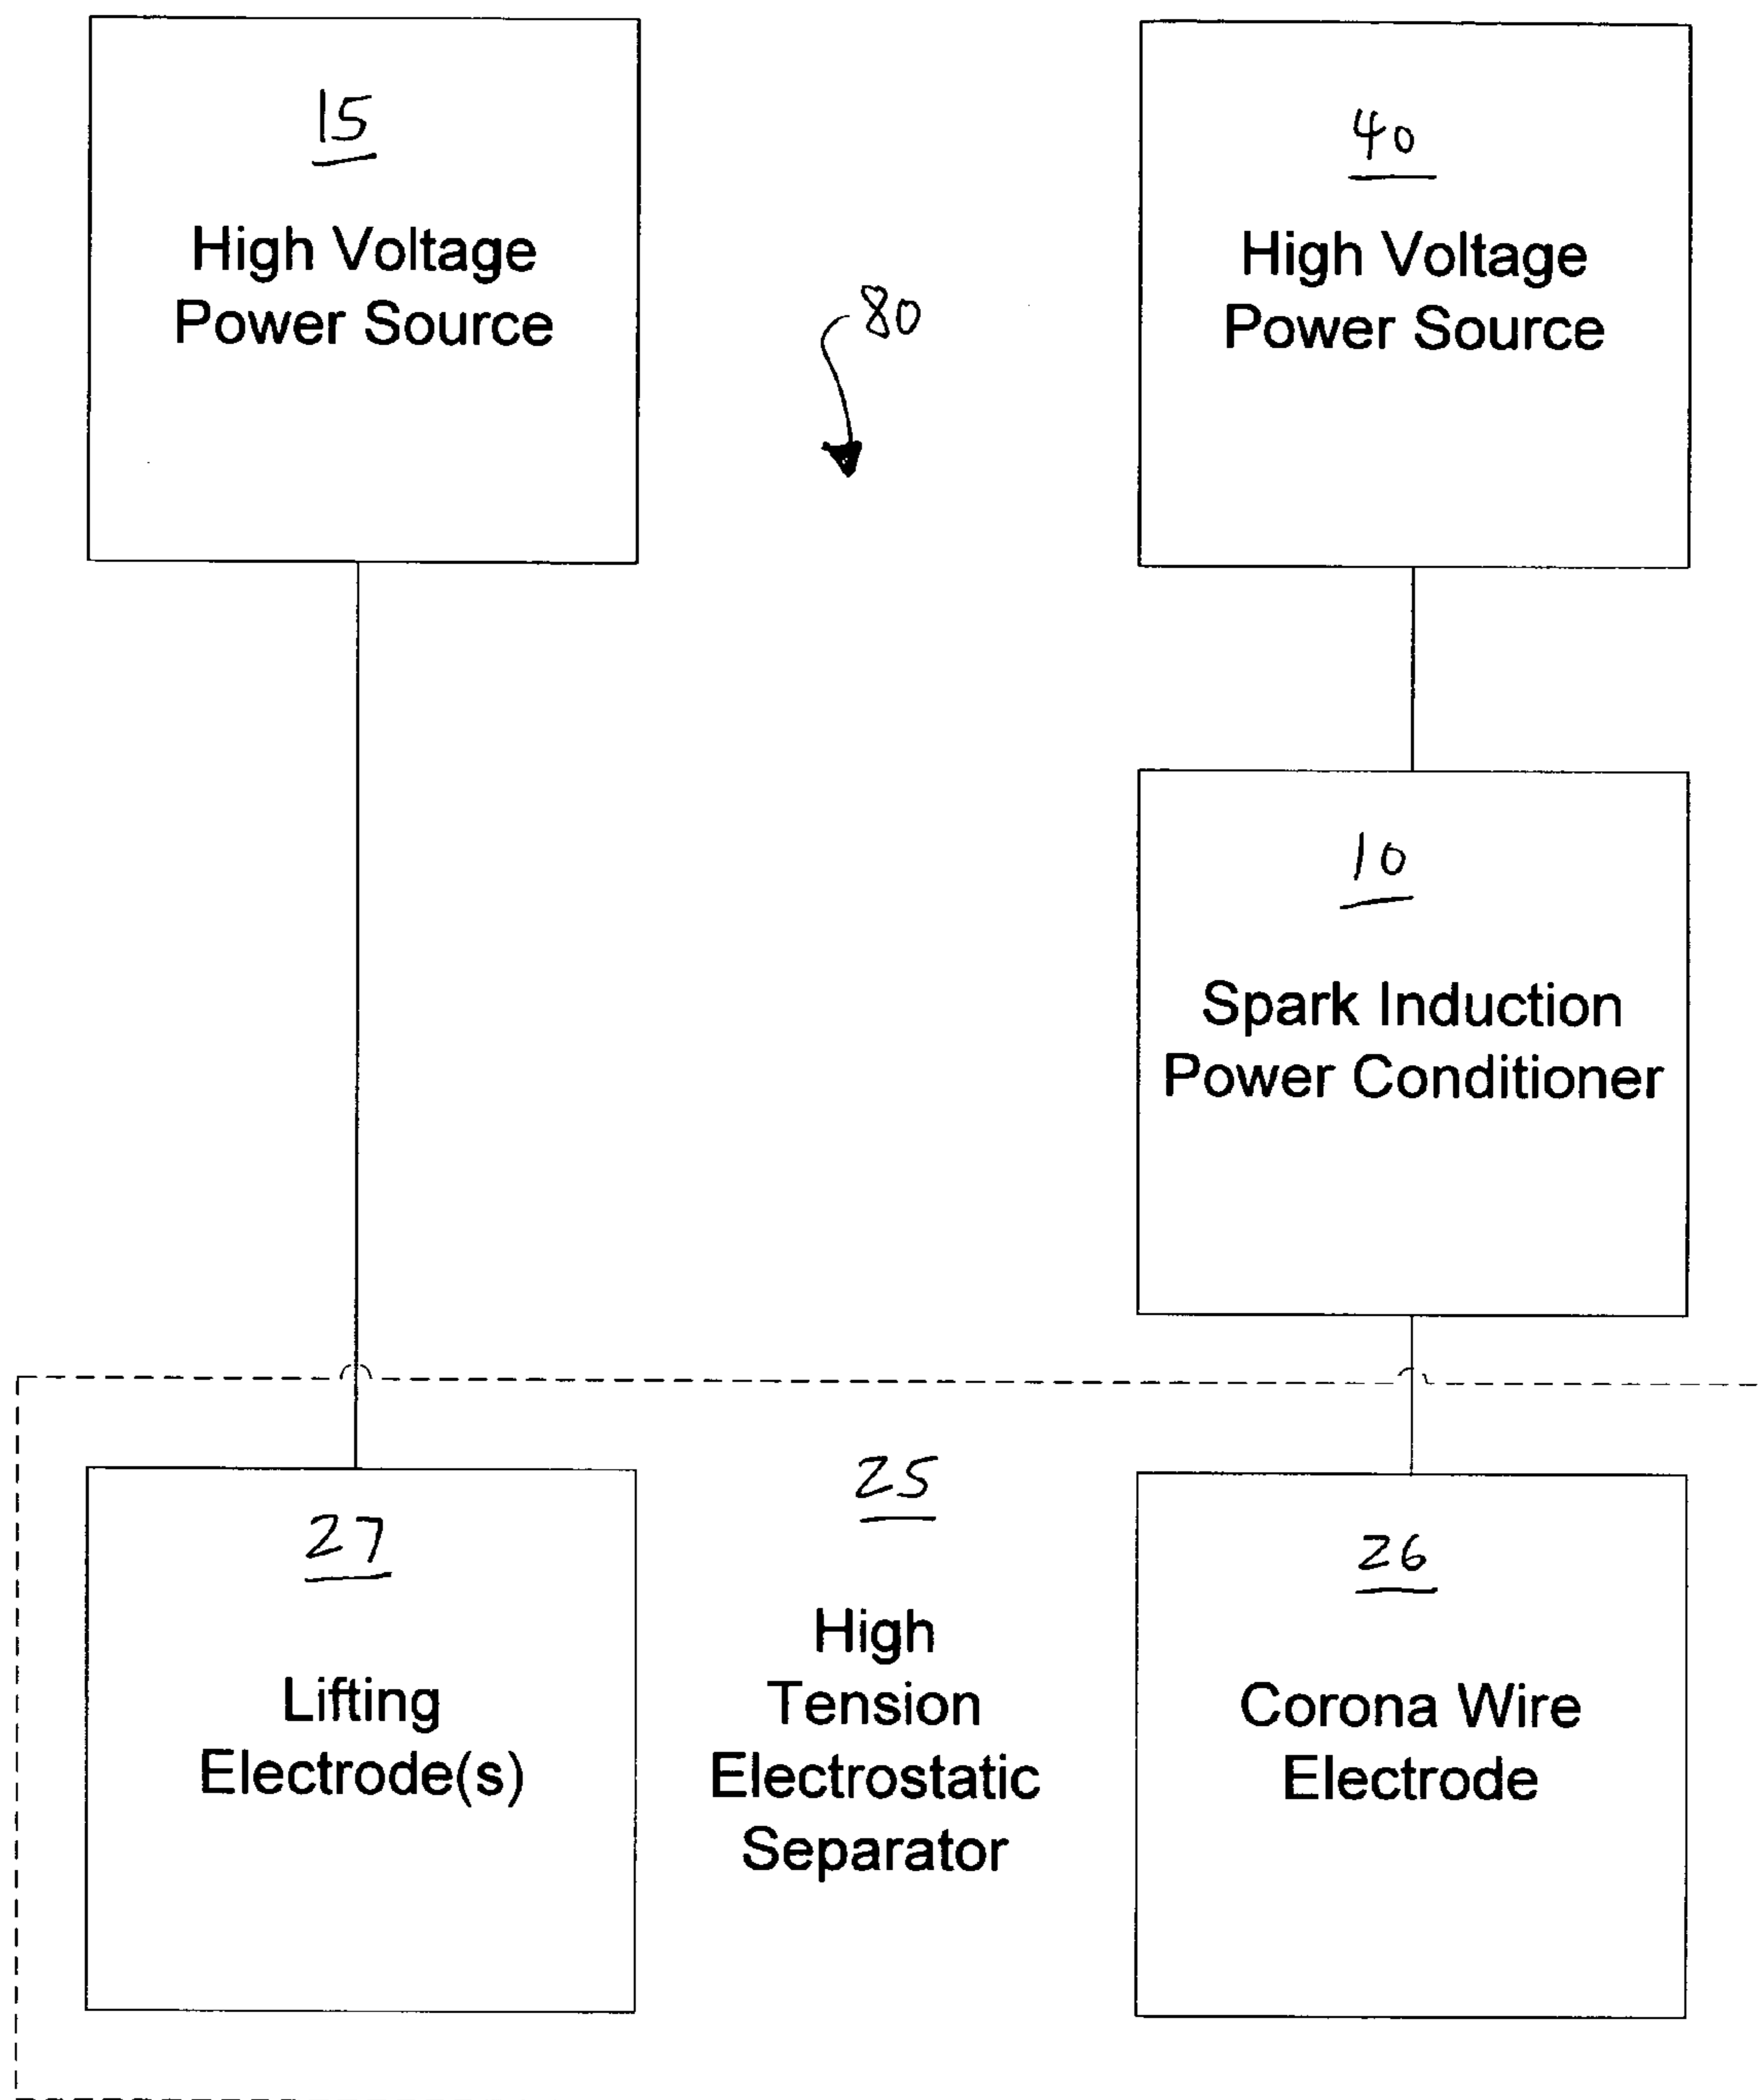 15
High Voltage
Power Source
80
40
High Voltage
Power Source
10
Spark Induction
Power Conditioner
27
Lifting
Electrode(s)
25
High
Tension
Electrostatic
Separator
26
Corona Wire
Electrode